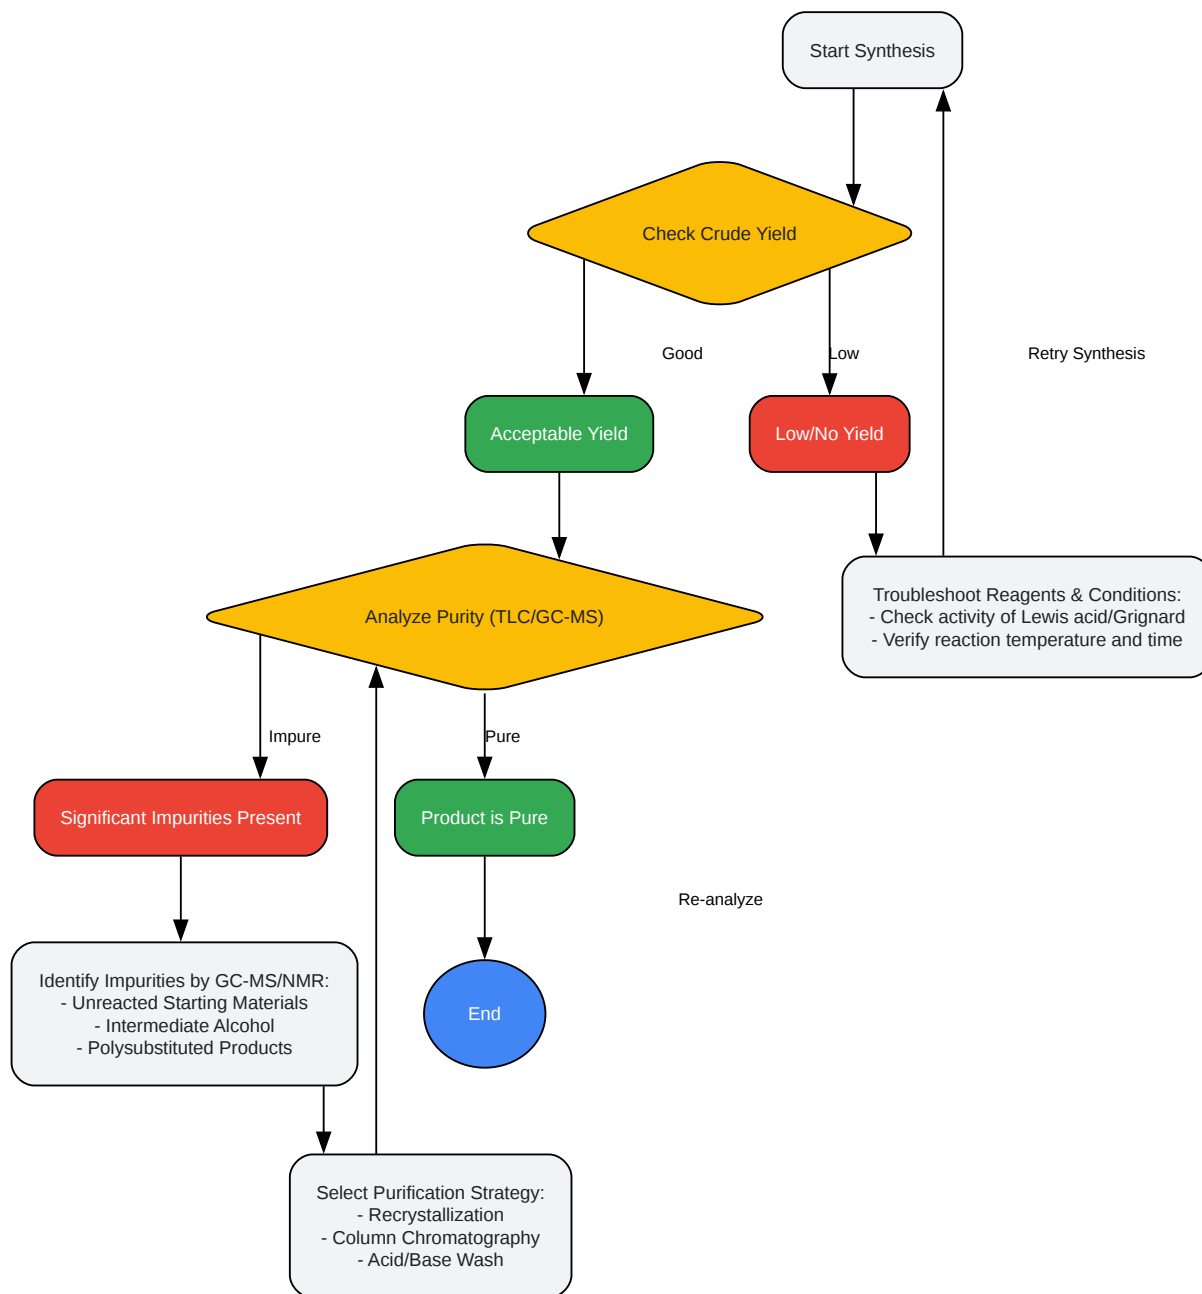 Start Synthesis
Check Crude Yield
Good
Low
Retry Synthesis
Acceptable Yield
Low/No Yield
Troubleshoot Reagents & Conditions:
- Check activity of Lewis acid/Grignard
- Verify reaction temperature and time
Analyze Purity (TLC/GC-MS)
Impure
Pure
Significant Impurities Present
Product is Pure
Re-analyze
Identify Impurities by GC-MS/NMR:
- Unreacted Starting Materials
- Intermediate Alcohol
- Polysubstituted Products
End
Select Purification Strategy:
- Recrystallization
- Column Chromatography
- Acid/Base Wash